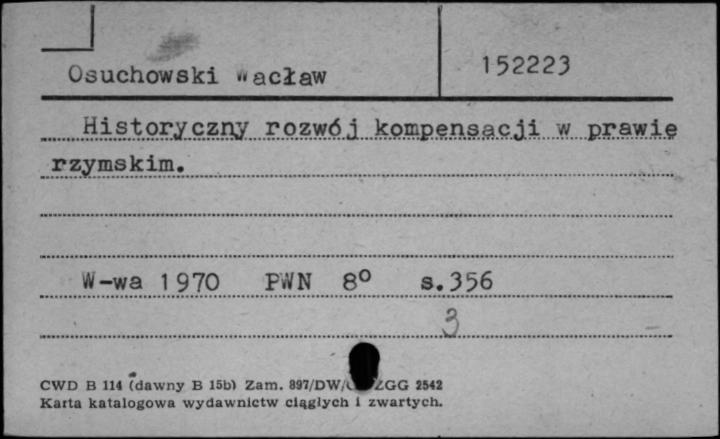 Osuchowski Wacław
152223
Historyczny rozwój kompensacji w prawie
rzymskim.
W-wa 1970 PWN 8º s.356
3
CWD B 114 (dawny B 15b) Zam. 897/DW/ ZGG 2542
Karta katalogowa wydawnictw ciągłych i zwartych.